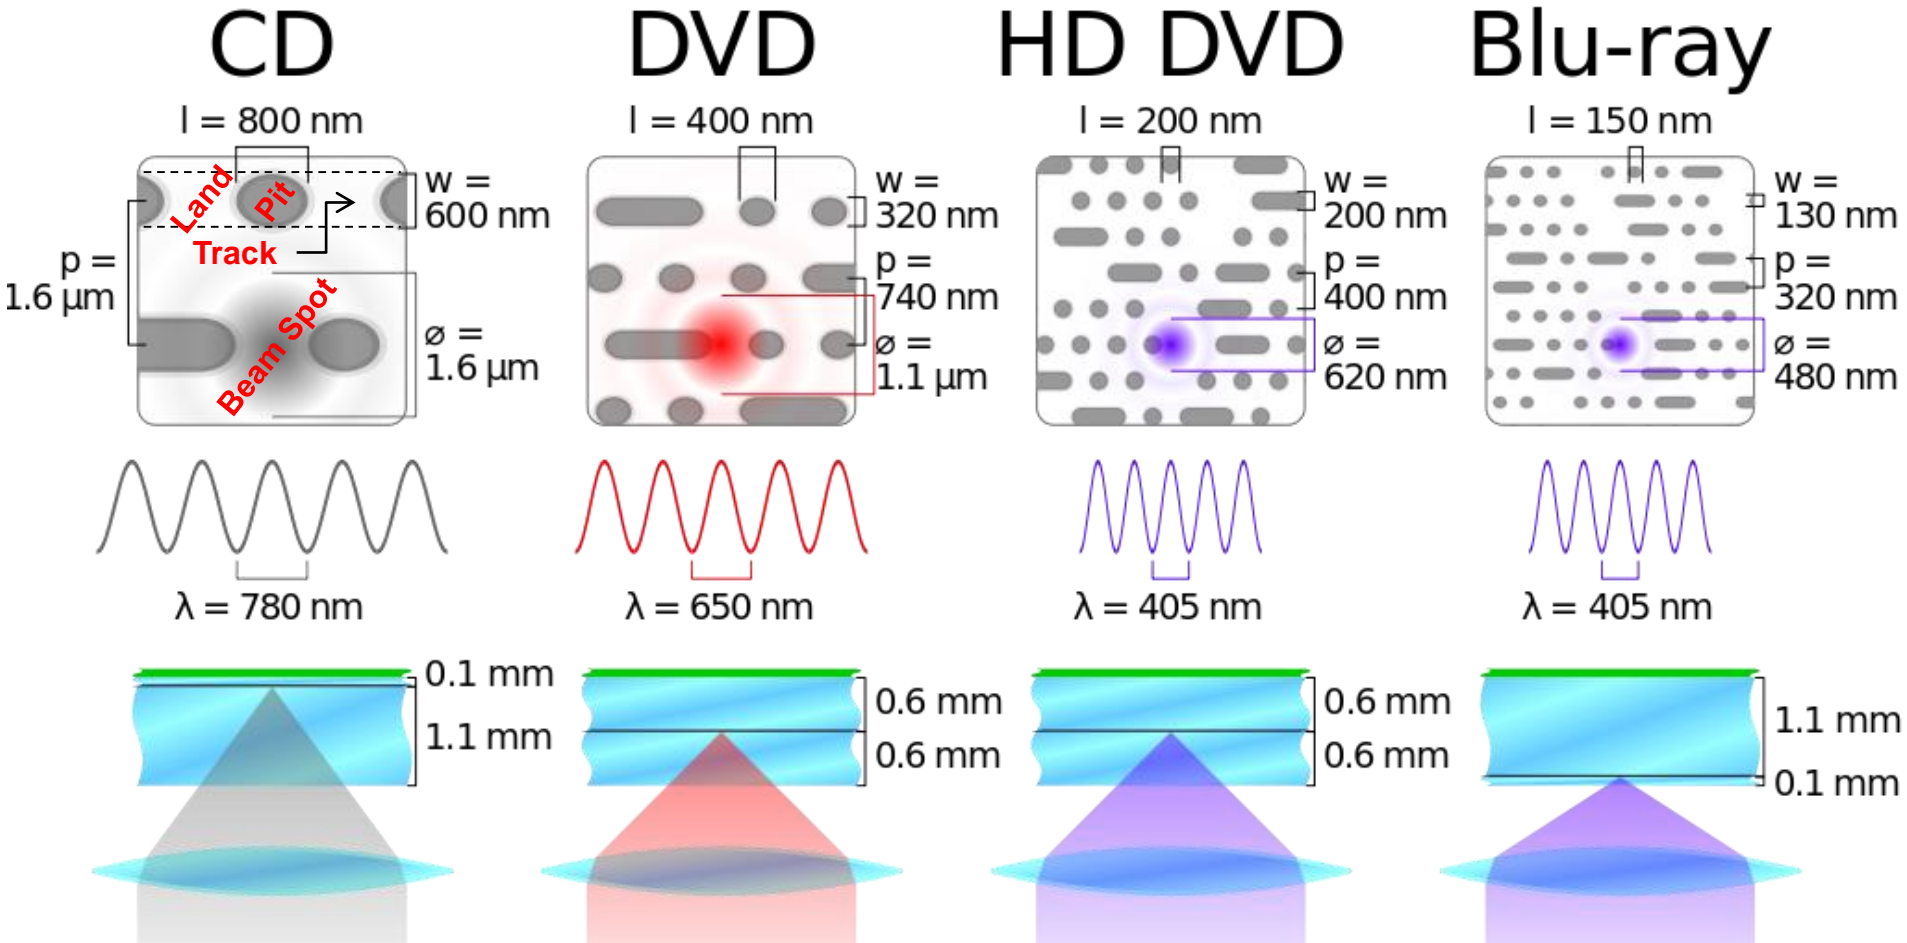 CD
l = 800 nm
Land
Pit
Track
Beam Spot
w =
600 nm
p =
1.6 µm
⌀ =
1.6 µm
λ = 780 nm
0.1 mm
1.1 mm
DVD
l = 400 nm
w =
320 nm
p =
740 nm
⌀ =
1.1 µm
λ = 650 nm
0.6 mm
0.6 mm
HD DVD
l = 200 nm
w =
200 nm
p =
400 nm
⌀ =
620 nm
λ = 405 nm
0.6 mm
0.6 mm
Blu-ray
l = 150 nm
w =
130 nm
p =
320 nm
⌀ =
480 nm
λ = 405 nm
1.1 mm
0.1 mm